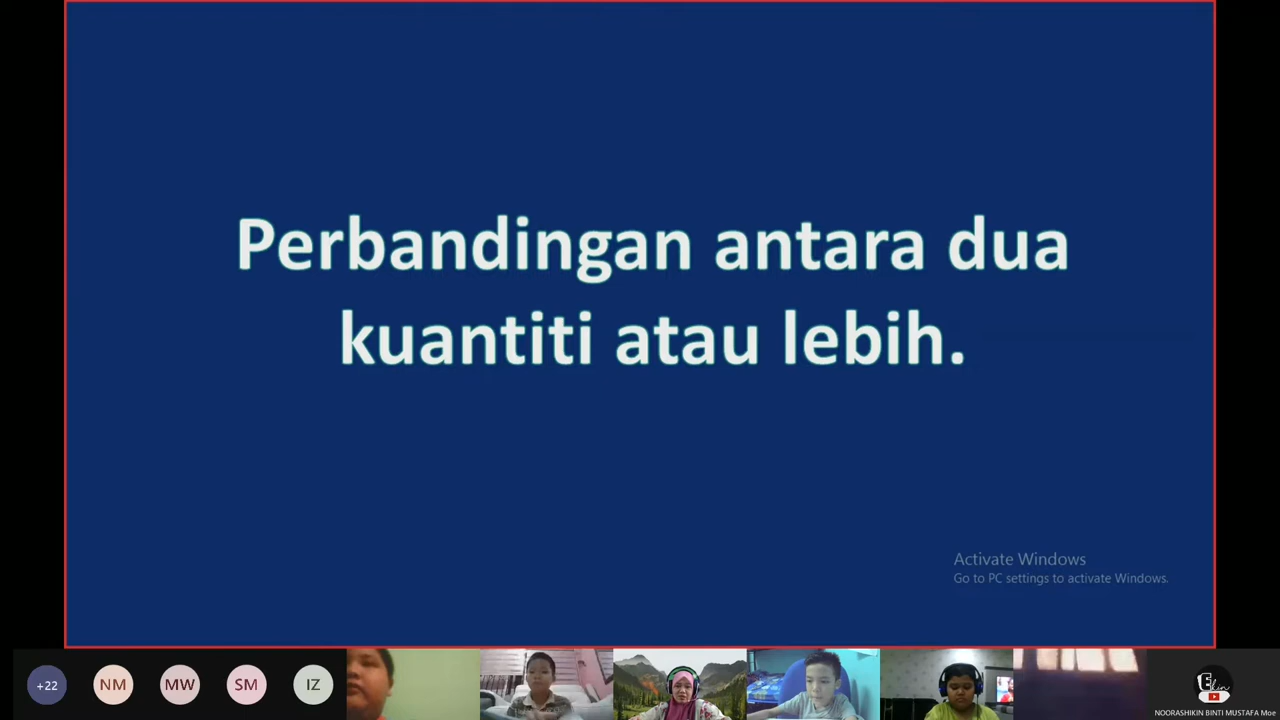 Perbandingan antara dua
kuantiti atau lebih.
Activate Windows
Go to PC settings to activate Windows.
+22
NM
MW
SM
IZ
Ekin
NOORASHIKIN BINTI MUSTAFA Moe